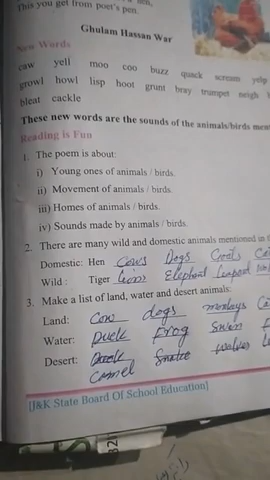 This you get from poet's pen.
Ghulam Hassan War
New Words
caw yell moo coo buzz quack scream yelp
growl howl lisp hoot grunt bray trumpet neigh
bleat cackle
These new words are the sounds of the animals/birds
Reading is Fun
1. The poem is about:
i) Young ones of animals / birds.
ii) Movement of animals / birds.
iii) Homes of animals / birds.
iv) Sounds made by animals / birds.
2. There are many wild and domestic animals mentioned in
Domestic: Hen Cows Dogs Goats
Wild : Tiger lions Elephant Leopard
3. Make a list of land, water and desert animals:
Land: Cow dogs monkeys
Water: Duck Frog Swan
Desert: Snake wolves
Camel
[J&K State Board Of School Education]